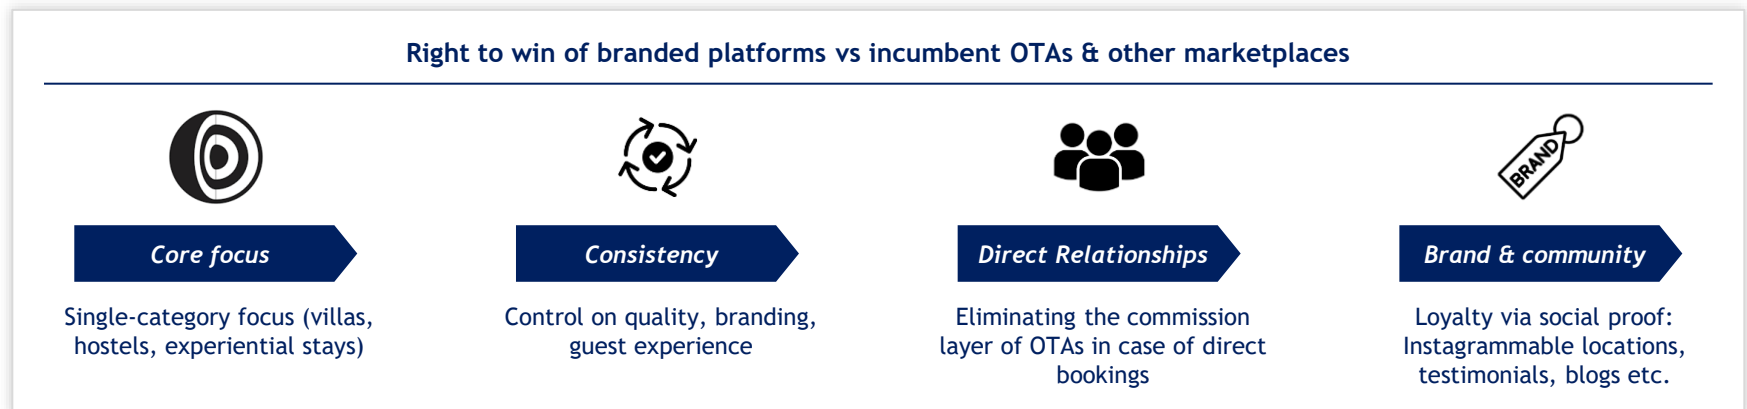 Right to win of branded platforms vs incumbent OTAs & other marketplaces
BRAND
Core focus
Consistency
Direct Relationships
Brand & community
Single-category focus (villas,
hostels, experiential stays)
Control on quality, branding,
guest experience
Eliminating the commission
layer of OTAs in case of direct
bookings
Loyalty via social proof:
Instagrammable locations,
testimonials, blogs etc.